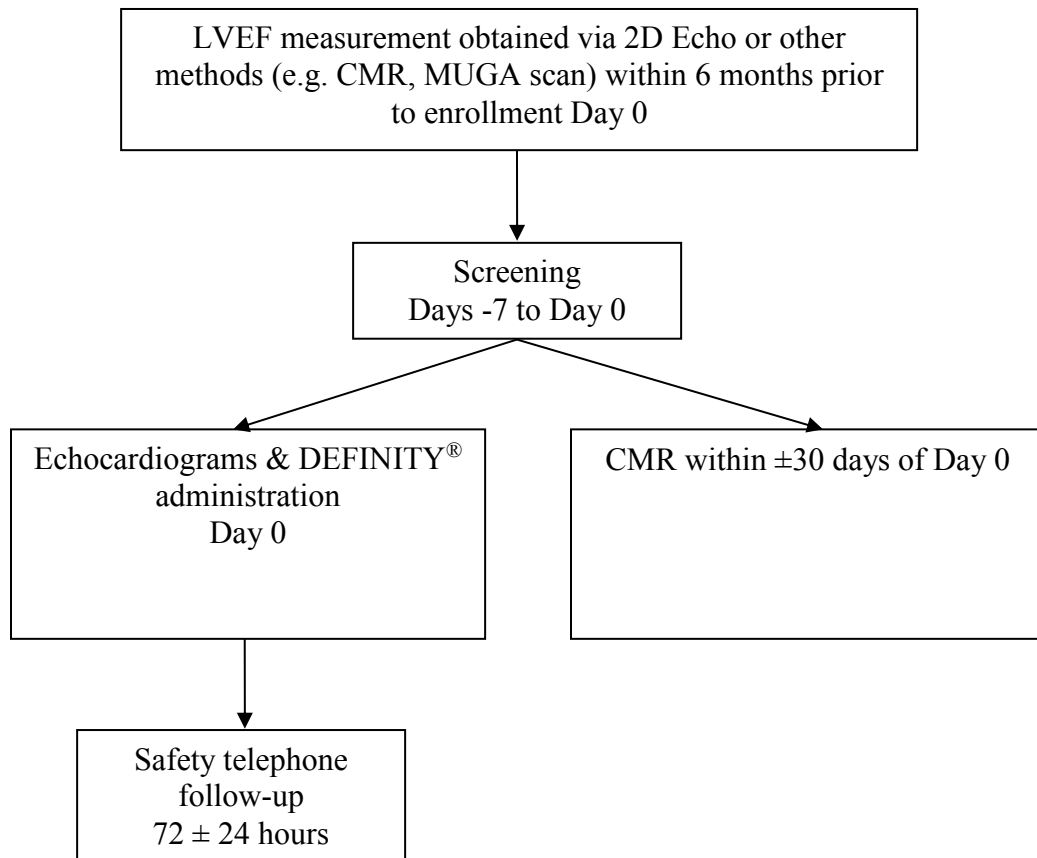 LVEF measurement obtained via 2D Echo or other
methods (e.g. CMR, MUGA scan) within 6 months prior
to enrollment Day 0
Screening
Days -7 to Day 0
Echocardiograms & DEFINITY®
administration
Day 0
CMR within ±30 days of Day 0
Safety telephone
follow-up
72 ± 24 hours